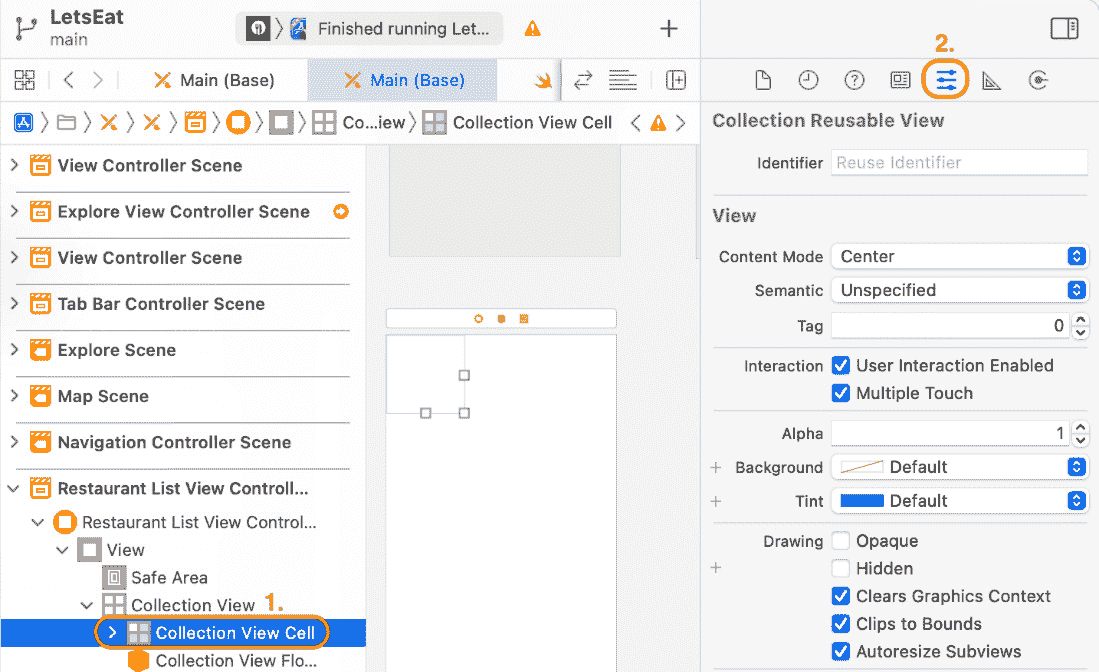 LetsEat
main
Finished running Let...
Main (Base)
Main (Base)
Co...iew
Collection View Cell
View Controller Scene
Explore View Controller Scene
View Controller Scene
Tab Bar Controller Scene
Explore Scene
Map Scene
Navigation Controller Scene
Restaurant List View Controll...
Restaurant List View Control...
View
Safe Area
Collection View 1.
Collection View Cell
Collection View Flo...
2.
Collection Reusable View
Identifier Reuse Identifier
View
Content Mode Center
Semantic Unspecified
Tag 0
Interaction User Interaction Enabled
Multiple Touch
Alpha 1
Background Default
Tint Default
Drawing Opaque
Hidden
Clears Graphics Context
Clips to Bounds
Autoresize Subviews